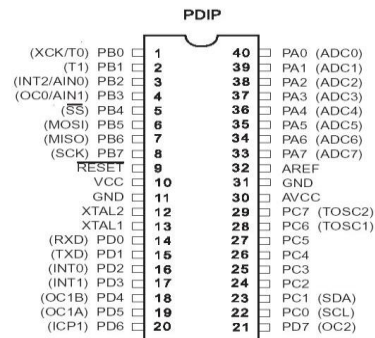 PDIP
(XCK/T0) PB0 1 40 PA0 (ADC0)
(T1) PB1 2 39 PA1 (ADC1)
(INT2/AIN0) PB2 3 38 PA2 (ADC2)
(OC0/AIN1) PB3 4 37 PA3 (ADC3)
(SS) PB4 5 36 PA4 (ADC4)
(MOSI) PB5 6 35 PA5 (ADC5)
(MISO) PB6 7 34 PA6 (ADC6)
(SCK) PB7 8 33 PA7 (ADC7)
RESET 9 32 AREF
VCC 10 31 GND
GND 11 30 AVCC
XTAL2 12 29 PC7 (TOSC2)
XTAL1 13 28 PC6 (TOSC1)
(RXD) PD0 14 27 PC5
(TXD) PD1 15 26 PC4
(INT0) PD2 16 25 PC3
(INT1) PD3 17 24 PC2
(OC1B) PD4 18 23 PC1 (SDA)
(OC1A) PD5 19 22 PC0 (SCL)
(ICP1) PD6 20 21 PD7 (OC2)